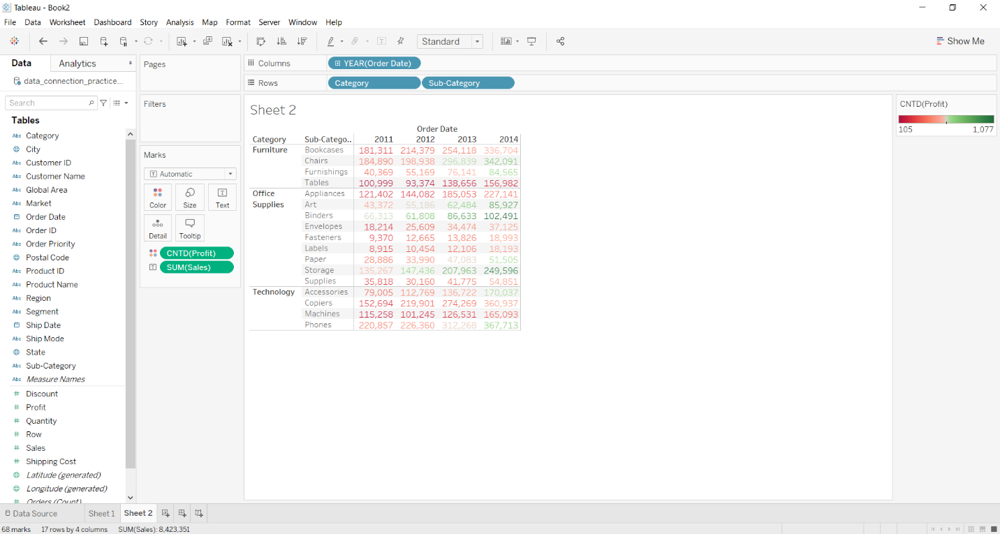 Tableau - Book2
File Data Worksheet Dashboard Story Analysis Map Format Server Window Help
Standard
Show Me
Data Analytics
data_connection_practice...
Search
Tables
Abc Category
City
Abc Customer ID
Abc Customer Name
Abc Global Area
Abc Market
Order Date
Abc Order ID
Abc Order Priority
Postal Code
Abc Product ID
Abc Product Name
Abc Region
Abc Segment
Ship Date
Abc Ship Mode
State
Abc Sub-Category
Abc Measure Names
# Discount
# Profit
# Quantity
# Row
# Sales
# Shipping Cost
Latitude (generated)
Longitude (generated)
# Orders (Count)
Pages
Filters
Marks
T Automatic
Color Size Text
Detail Tooltip
CNTD(Profit)
SUM(Sales)
Columns YEAR(Order Date)
Rows Category Sub-Category
Sheet 2
Order Date
Category Sub-Catego.. 2011 2012 2013 2014
Furniture Bookcases 181,311 214,379 254,118 336,704
Chairs 184,890 198,938 296,839 342,091
Furnishings 40,369 55,169 76,141 84,565
Tables 100,999 93,374 138,656 156,982
Office Appliances 121,402 144,082 185,053 227,141
Supplies Art 43,372 55,186 62,484 85,927
Binders 66,313 61,808 86,633 102,491
Envelopes 18,214 25,609 34,474 37,125
Fasteners 9,370 12,665 13,826 18,993
Labels 8,915 10,454 12,106 18,193
Paper 28,886 33,990 47,083 51,505
Storage 135,267 147,436 207,963 249,596
Supplies 35,818 30,160 41,775 54,851
Technology Accessories 79,005 112,769 136,722 170,037
Copiers 152,694 219,901 274,269 360,937
Machines 115,258 101,245 126,531 165,093
Phones 220,857 226,360 312,268 367,713
CNTD(Profit)
105 1,077
Data Source Sheet 1 Sheet 2
68 marks 17 rows by 4 columns SUM(Sales): 8,423,351